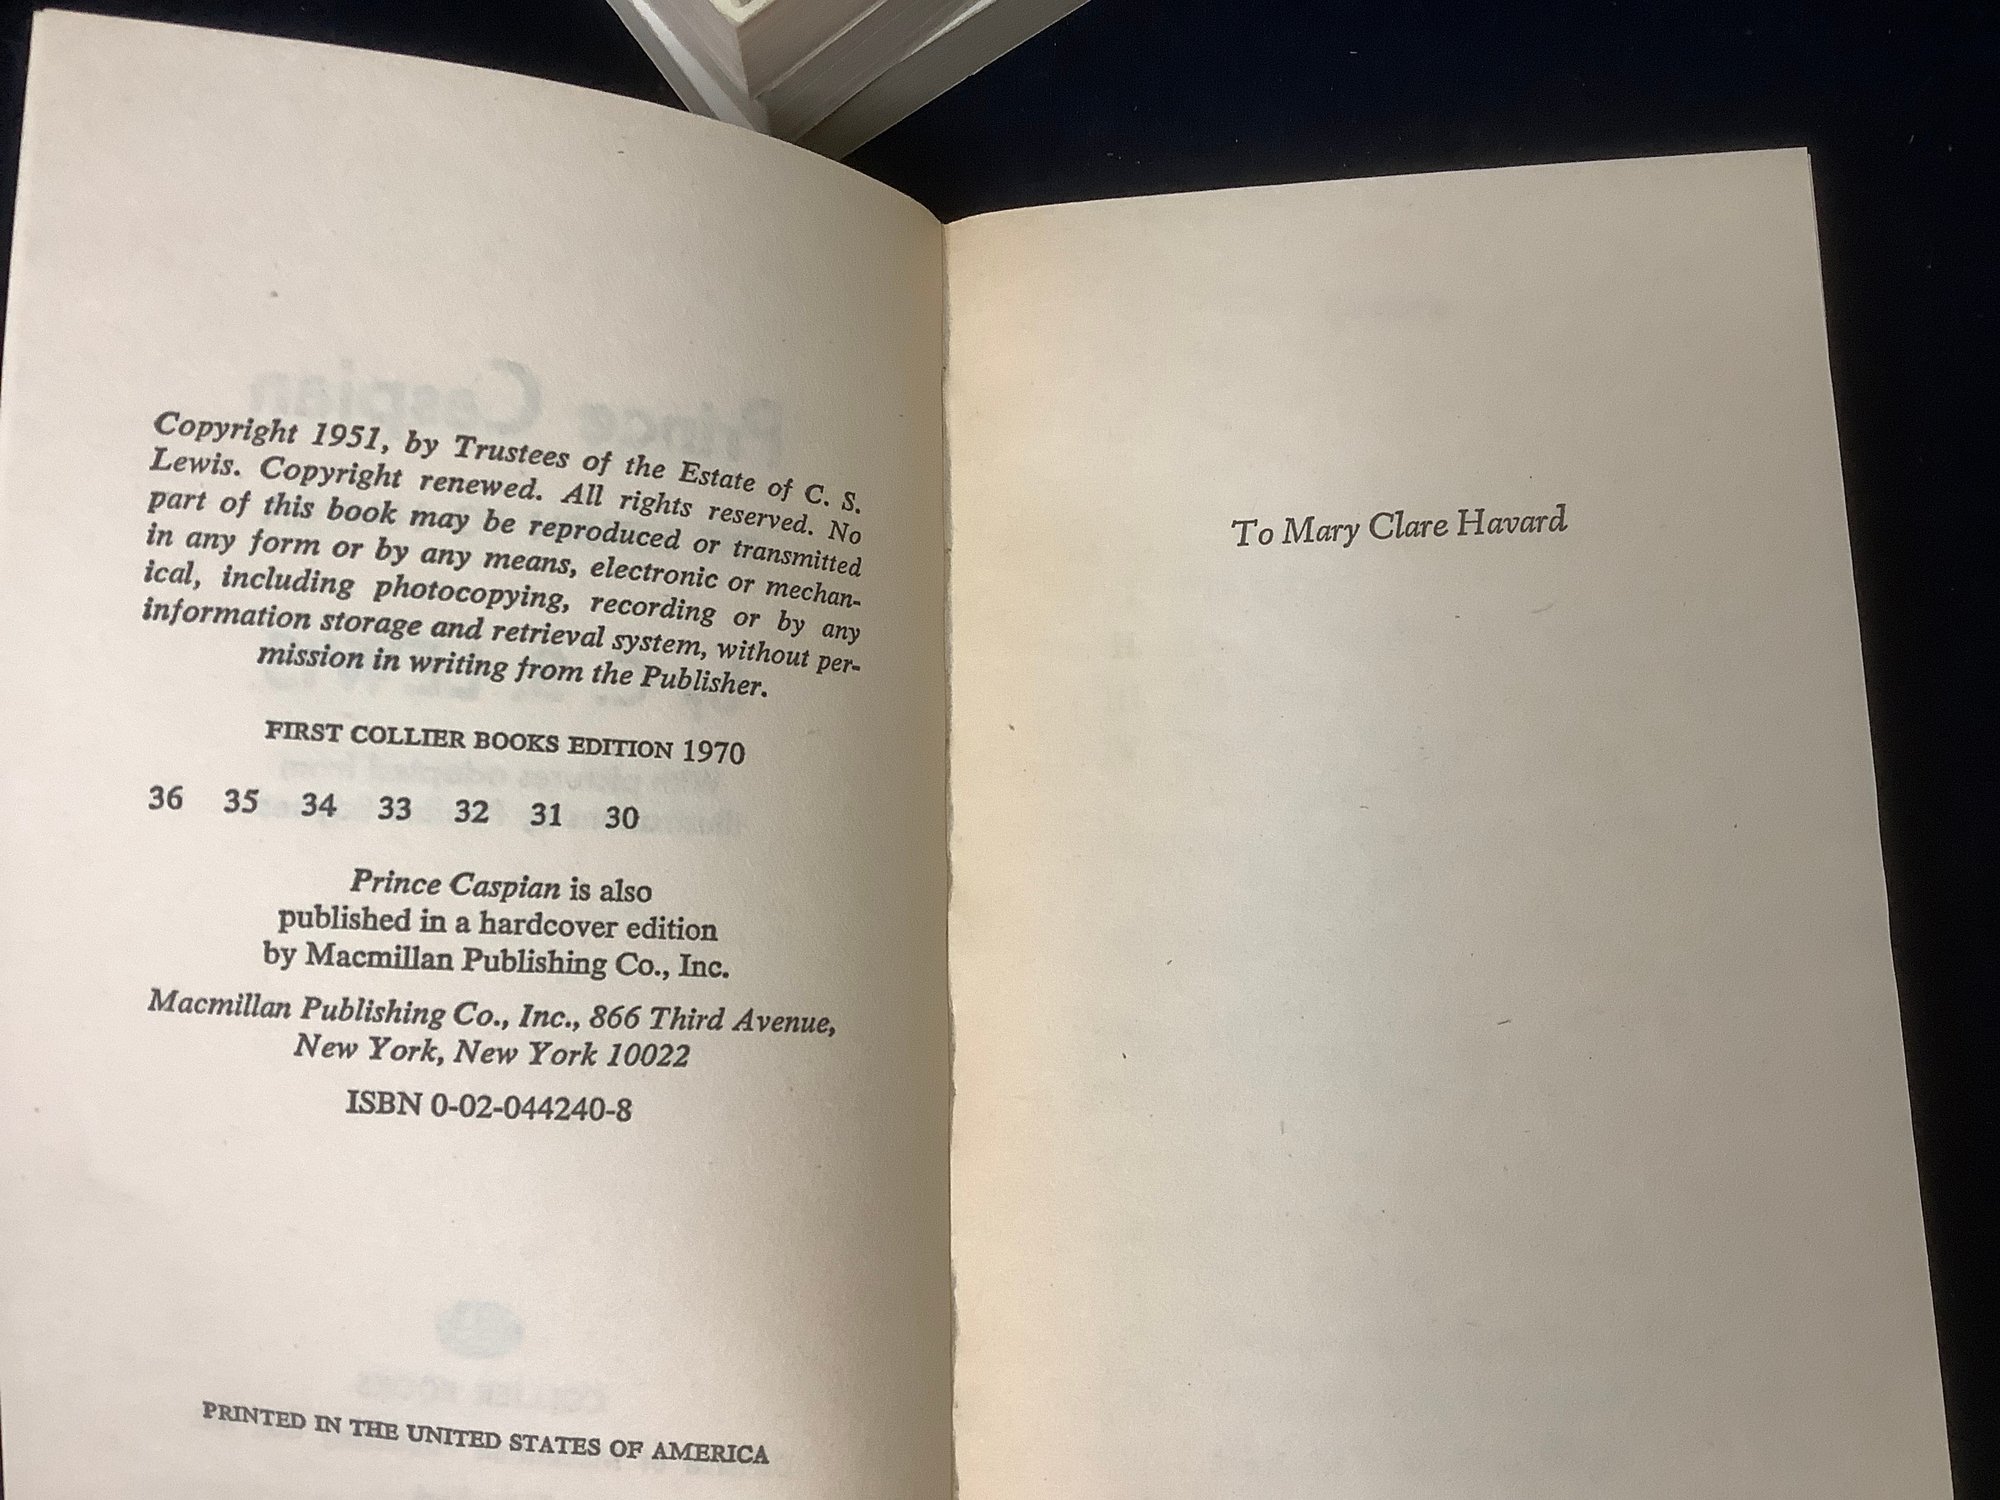 Copyright 1951, by Trustees of the Estate of C. S.
Lewis. Copyright renewed. All rights reserved. No
part of this book may be reproduced or transmitted
in any form or by any means, electronic or mechan-
ical, including photocopying, recording or by any
information storage and retrieval system, without per-
mission in writing from the Publisher.
FIRST COLLIER BOOKS EDITION 1970
36 35 34 33 32 31 30
Prince Caspian is also
published in a hardcover edition
by Macmillan Publishing Co., Inc.
Macmillan Publishing Co., Inc., 866 Third Avenue,
New York, New York 10022
ISBN 0-02-044240-8
PRINTED IN THE UNITED STATES OF AMERICA
To Mary Clare Havard